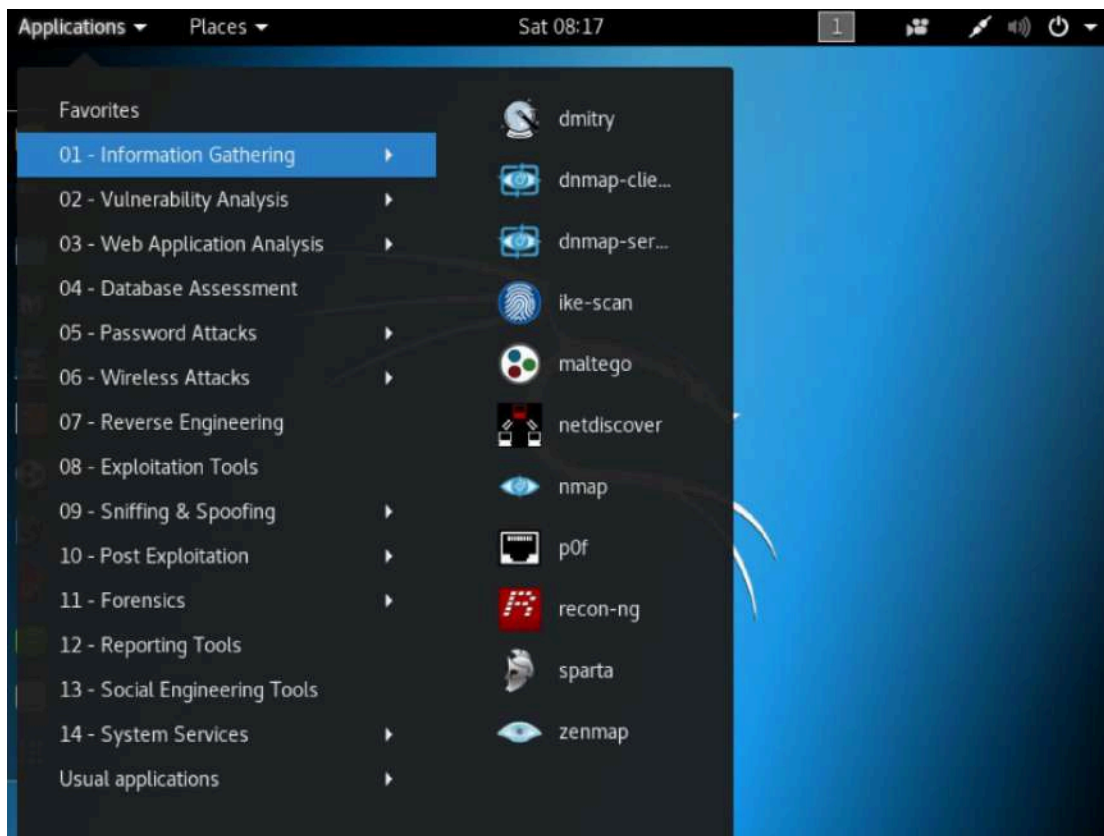 Applications Places Sat 08:17 1
Favorites
01 - Information Gathering
02 - Vulnerability Analysis
03 - Web Application Analysis
04 - Database Assessment
05 - Password Attacks
06 - Wireless Attacks
07 - Reverse Engineering
08 - Exploitation Tools
09 - Sniffing & Spoofing
10 - Post Exploitation
11 - Forensics
12 - Reporting Tools
13 - Social Engineering Tools
14 - System Services
Usual applications
dmitry
dnmap-clie...
dnmap-ser...
ike-scan
maltego
netdiscover
nmap
p0f
recon-ng
sparta
zenmap